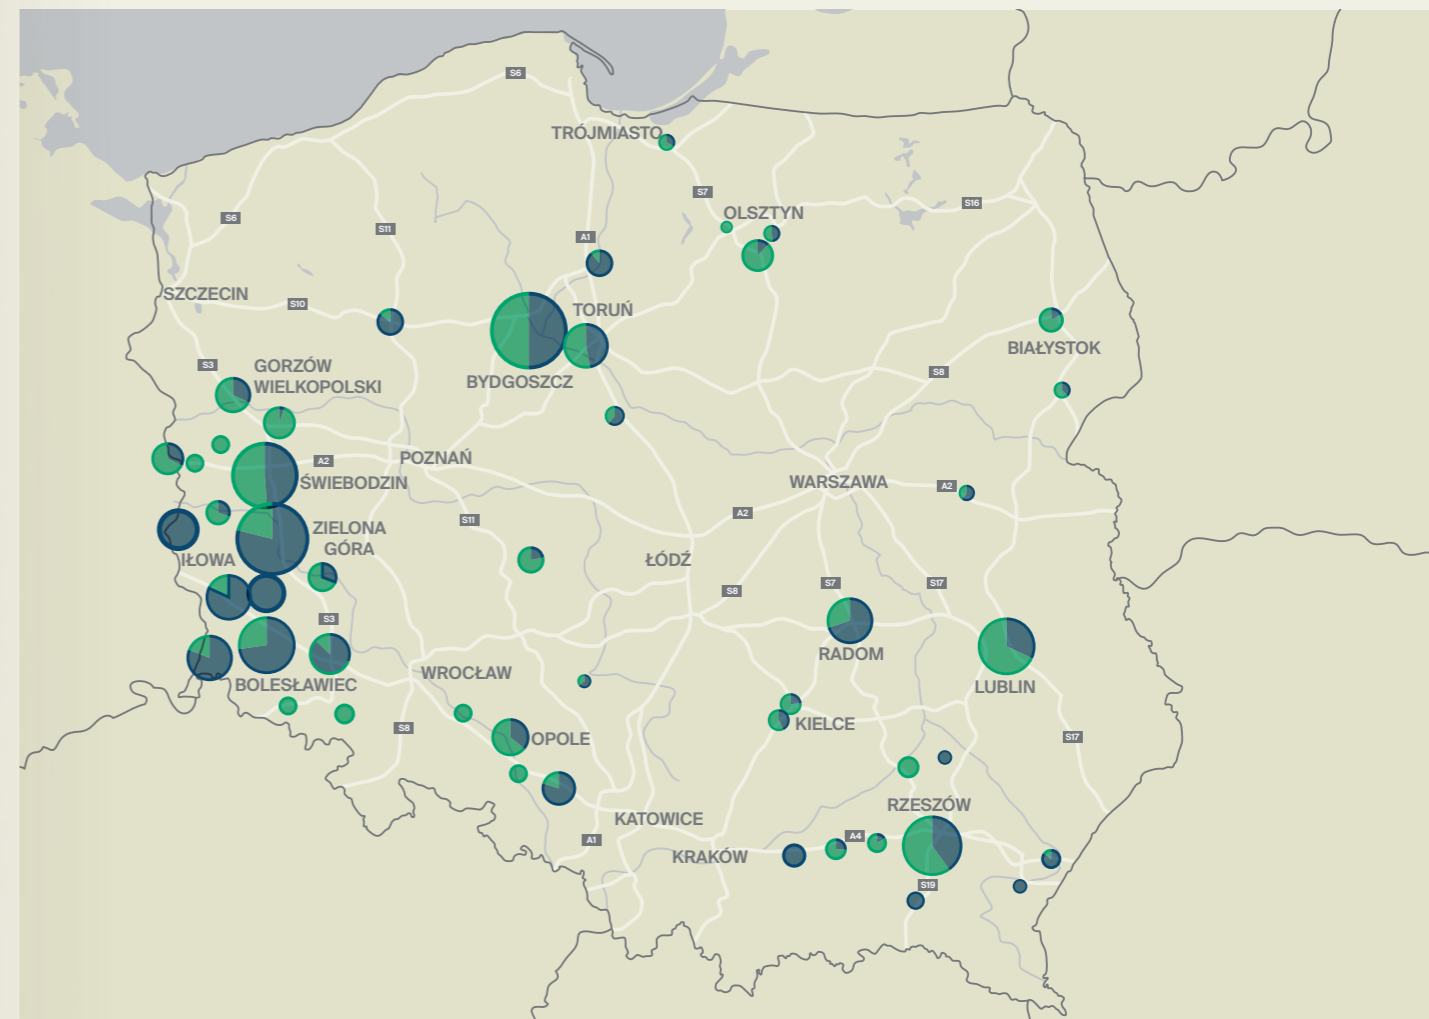 S6
TRÓJMIASTO
S7
S16
OLSZTYN
S6
S11
A1
SZCZECIN
S10
TORUŃ
BIAŁYSTOK
S3
GORZÓW
WIELKOPOLSKI
BYDGOSZCZ
S8
A2
POZNAŃ
ŚWIEBODZIN
WARSZAWA
A2
S11
A2
ZIELONA
GÓRA
IŁOWA
ŁÓDŹ
S8
S7
S17
S3
RADOM
WROCŁAW
BOLESŁAWIEC
LUBLIN
S8
OPOLE
KIELCE
S17
KATOWICE
RZESZÓW
A1
A4
KRAKÓW
S19